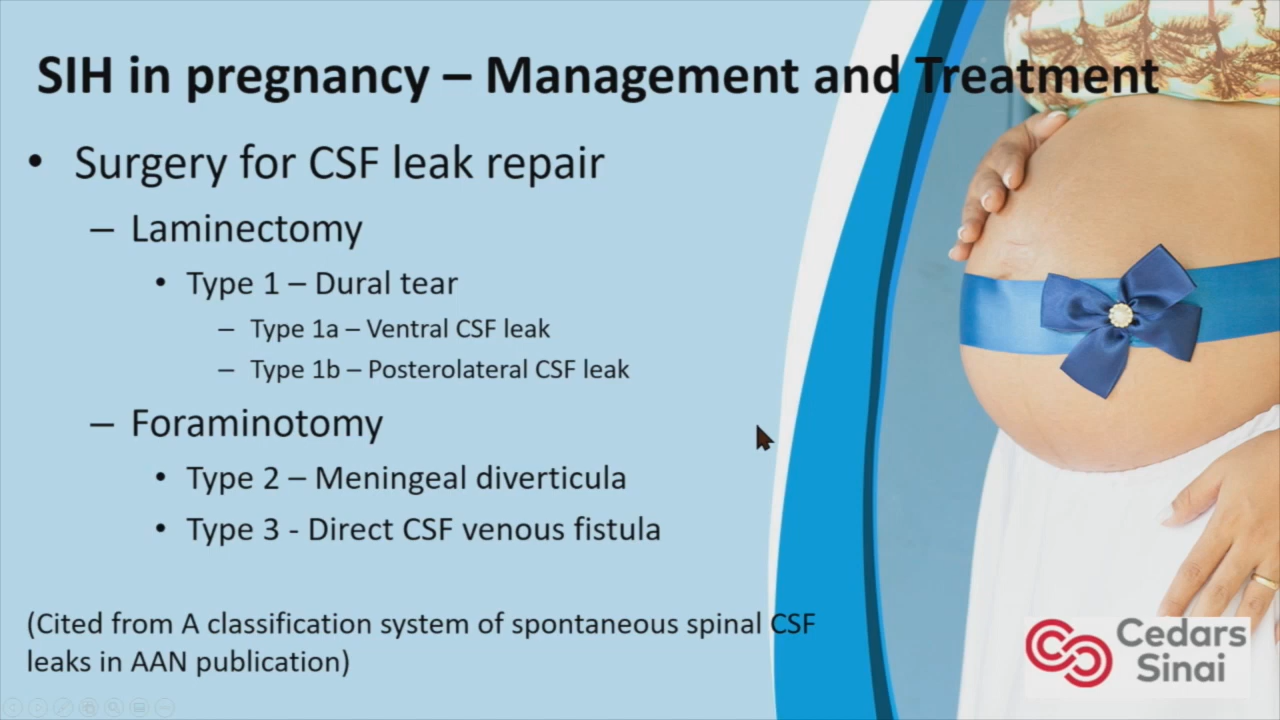 SIH in pregnancy – Management and Treatment
• Surgery for CSF leak repair
– Laminectomy
• Type 1 – Dural tear
– Type 1a – Ventral CSF leak
– Type 1b – Posterolateral CSF leak
– Foraminotomy
• Type 2 – Meningeal diverticula
• Type 3 - Direct CSF venous fistula
(Cited from A classification system of spontaneous spinal CSF
leaks in AAN publication)
Cedars
Sinai